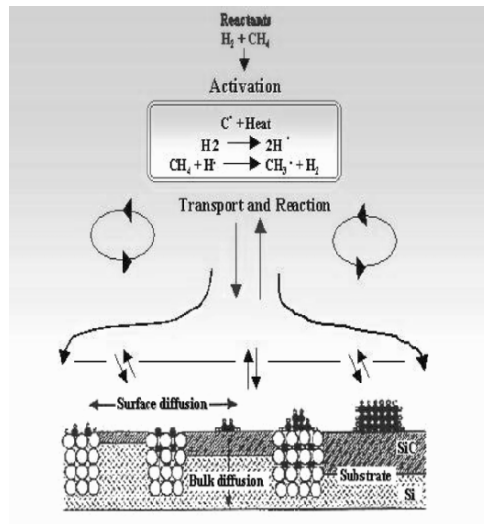 Reactants
H₂ + CH₄
Activation
C˙ + Heat
H2 → 2H˙
CH₄ + H˙ → CH₃˙ + H₂
Transport and Reaction
Surface diffusion
SiC
Bulk diffusion
Substrate
Si